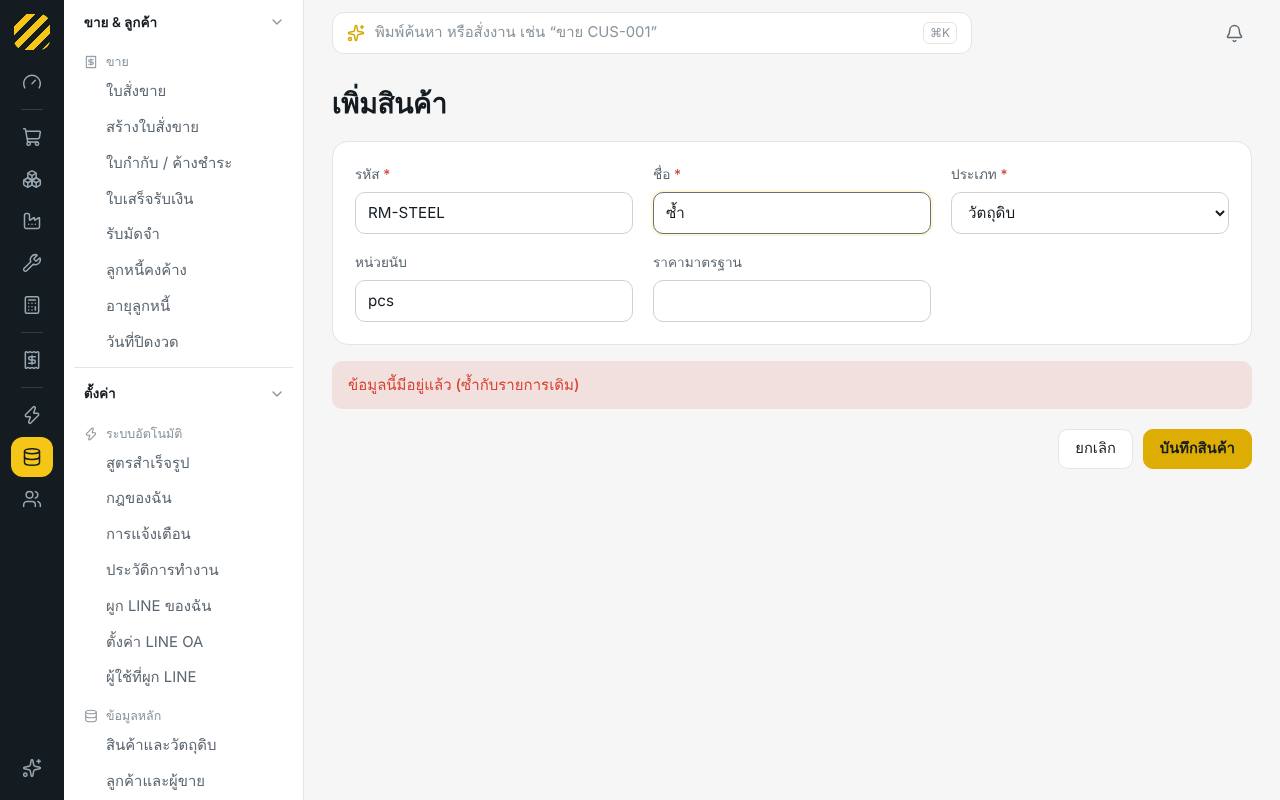 ขาย & ลูกค้า
ขาย
ใบสั่งขาย
สร้างใบสั่งขาย
ใบกำกับ / ค้างชำระ
ใบเสร็จรับเงิน
รับมัดจำ
ลูกหนี้คงค้าง
อายุลูกหนี้
วันที่ปิดงวด
ตั้งค่า
ระบบอัตโนมัติ
สูตรสำเร็จรูป
กฎของฉัน
การแจ้งเตือน
ประวัติการทำงาน
ผูก LINE ของฉัน
ตั้งค่า LINE OA
ผู้ใช้ที่ผูก LINE
ข้อมูลหลัก
สินค้าและวัตถุดิบ
ลูกค้าและผู้ขาย
พิมพ์ค้นหา หรือสั่งงาน เช่น “ขาย CUS-001” ⌘K
เพิ่มสินค้า
รหัส * ชื่อ * ประเภท *
RM-STEEL ซ้ำ วัตถุดิบ
หน่วยนับ ราคามาตรฐาน
pcs
ข้อมูลนี้มีอยู่แล้ว (ซ้ำกับรายการเดิม)
ยกเลิก บันทึกสินค้า